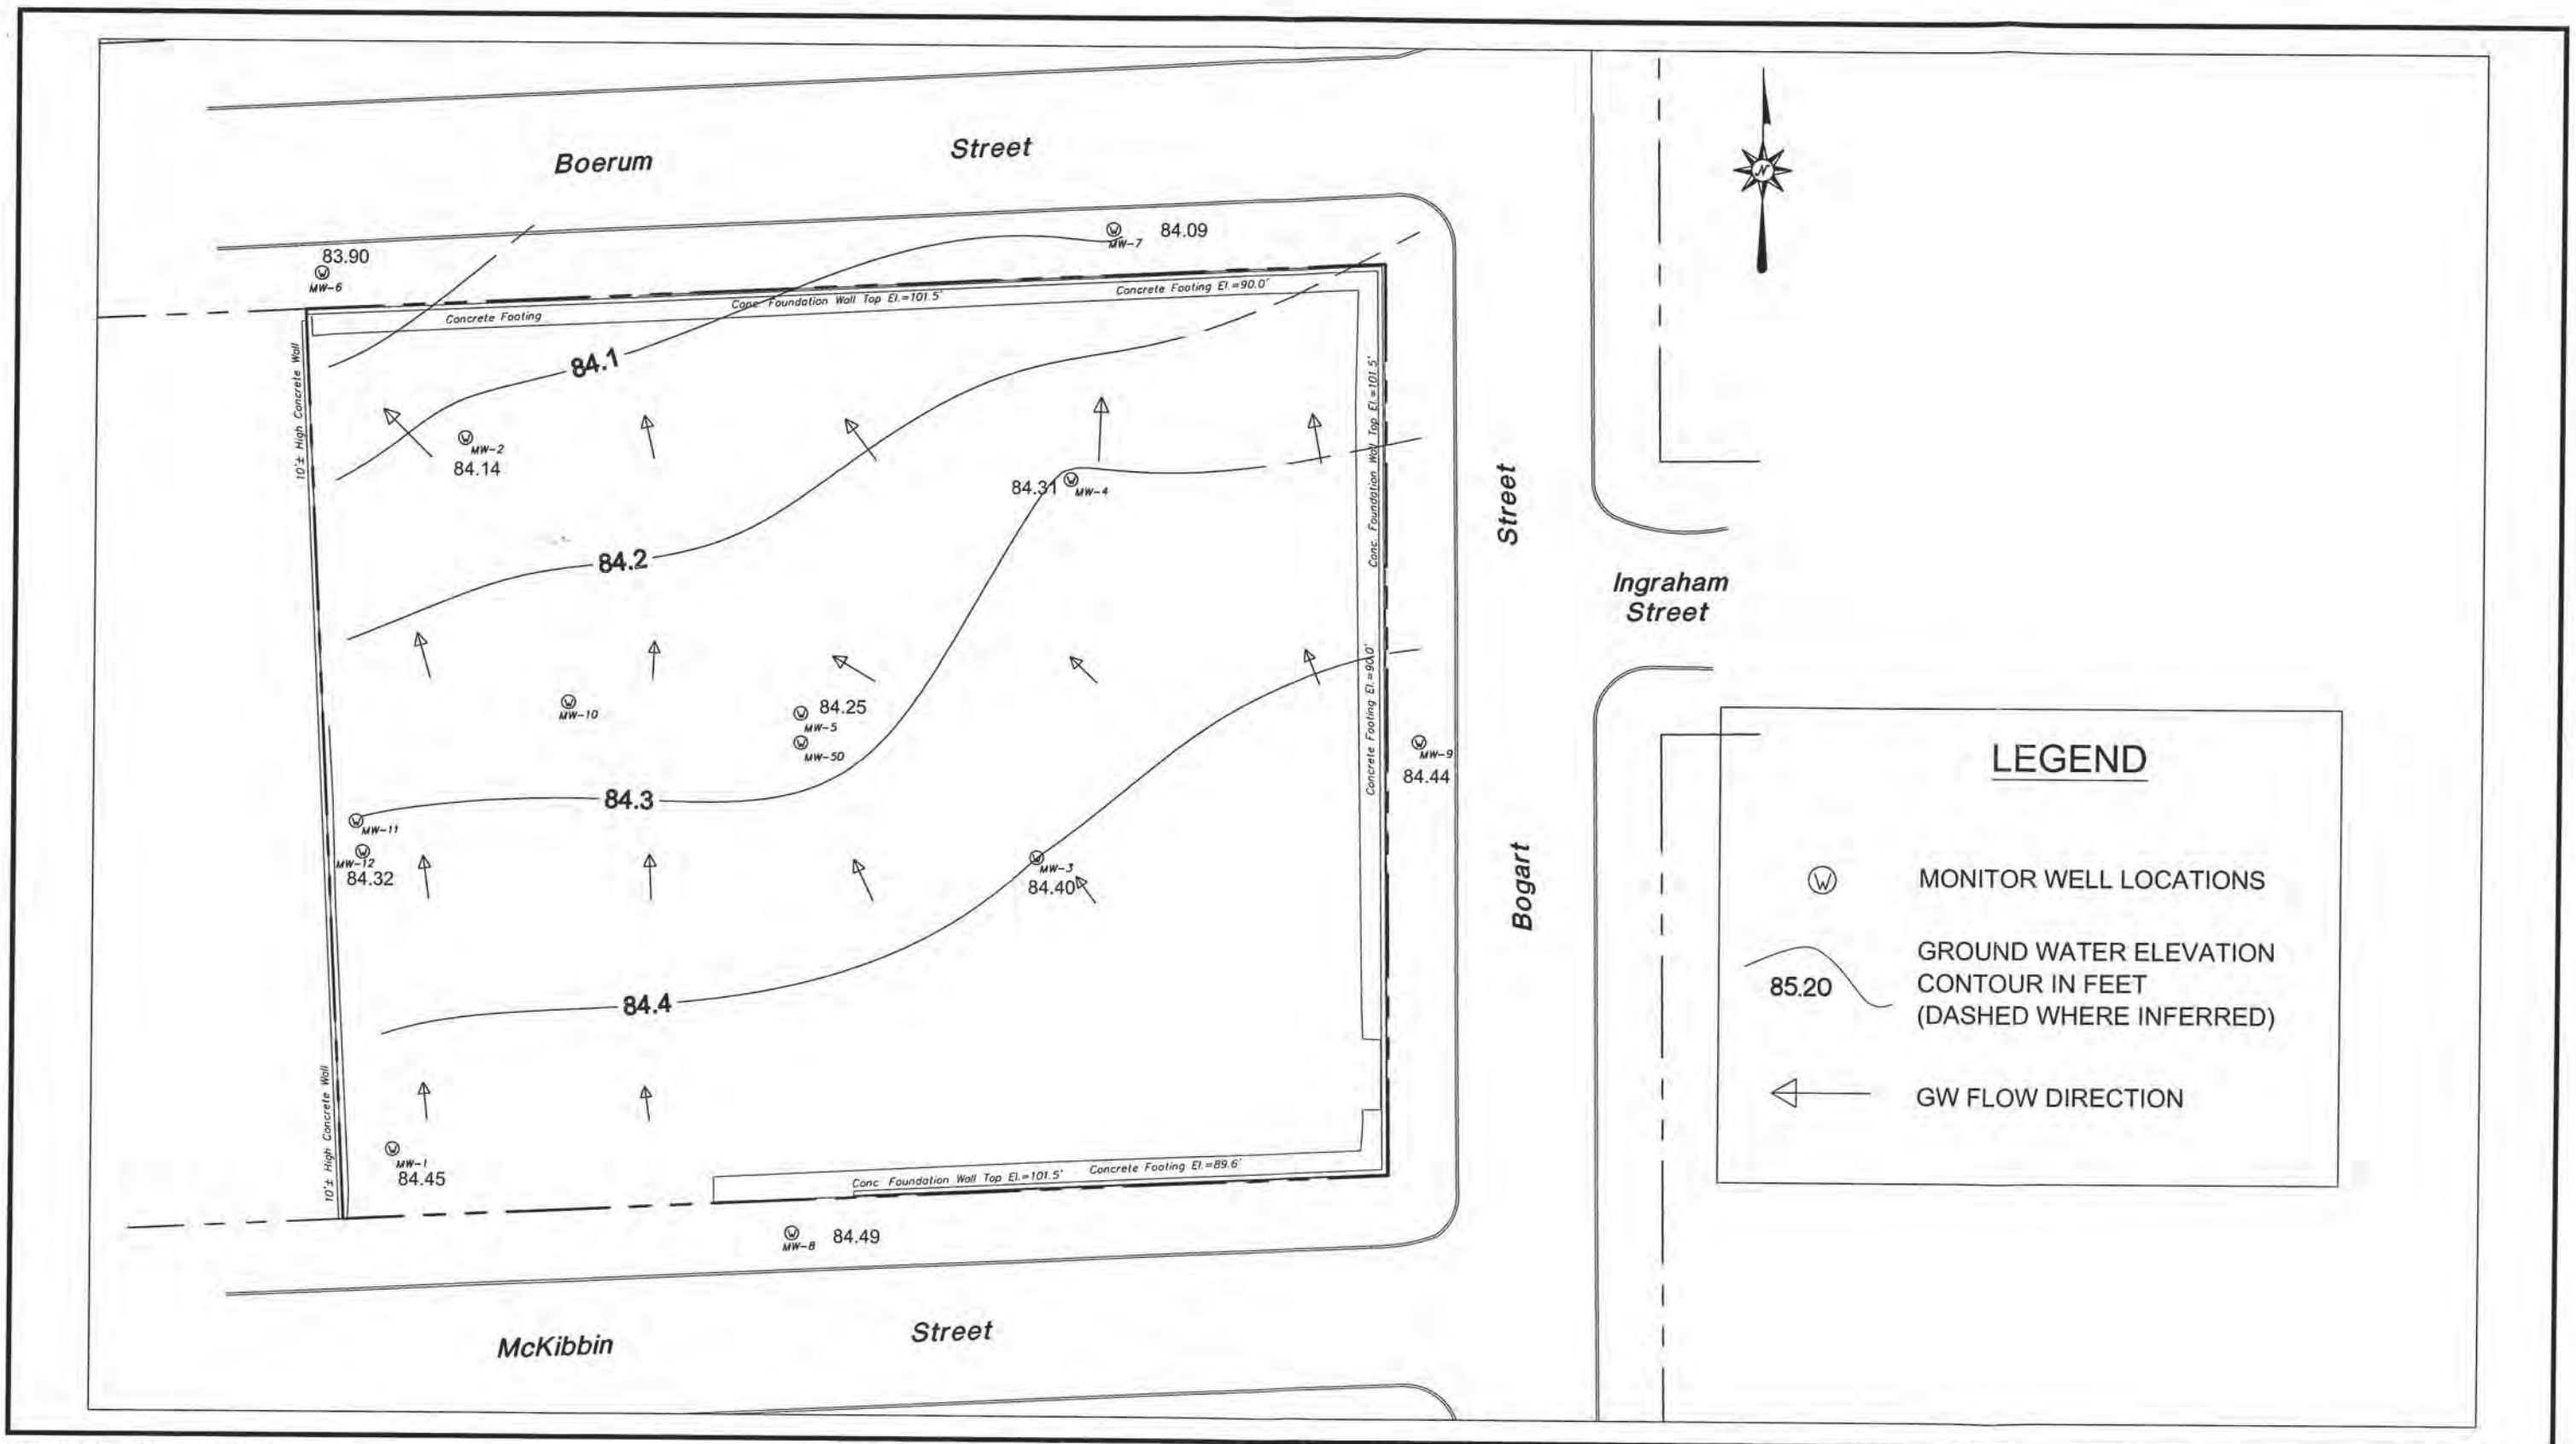 Boerum Street
N
83.90
MW-6
MW-7
84.09
Conc. Foundation Wall Top El.=101.5'
Concrete Footing El.=90.0'
Concrete Footing
10'± High Concrete Wall
84.1
MW-2
84.14
84.31
MW-4
Conc. Foundation Wall Top El.=101.5'
Concrete Footing El.=90.0'
84.2
MW-10
84.25
MW-5
MW-5D
84.3
MW-11
MW-12
84.32
MW-3
84.40
MW-9
84.44
84.4
10'± High Concrete Wall
MW-1
84.45
Conc Foundation Wall Top El.=101.5'
Concrete Footing El.=89.6'
MW-8
84.49
McKibbin Street
Bogart Street
Ingraham
Street
LEGEND
W MONITOR WELL LOCATIONS
85.20
GROUND WATER ELEVATION
CONTOUR IN FEET
(DASHED WHERE INFERRED)
GW FLOW DIRECTION